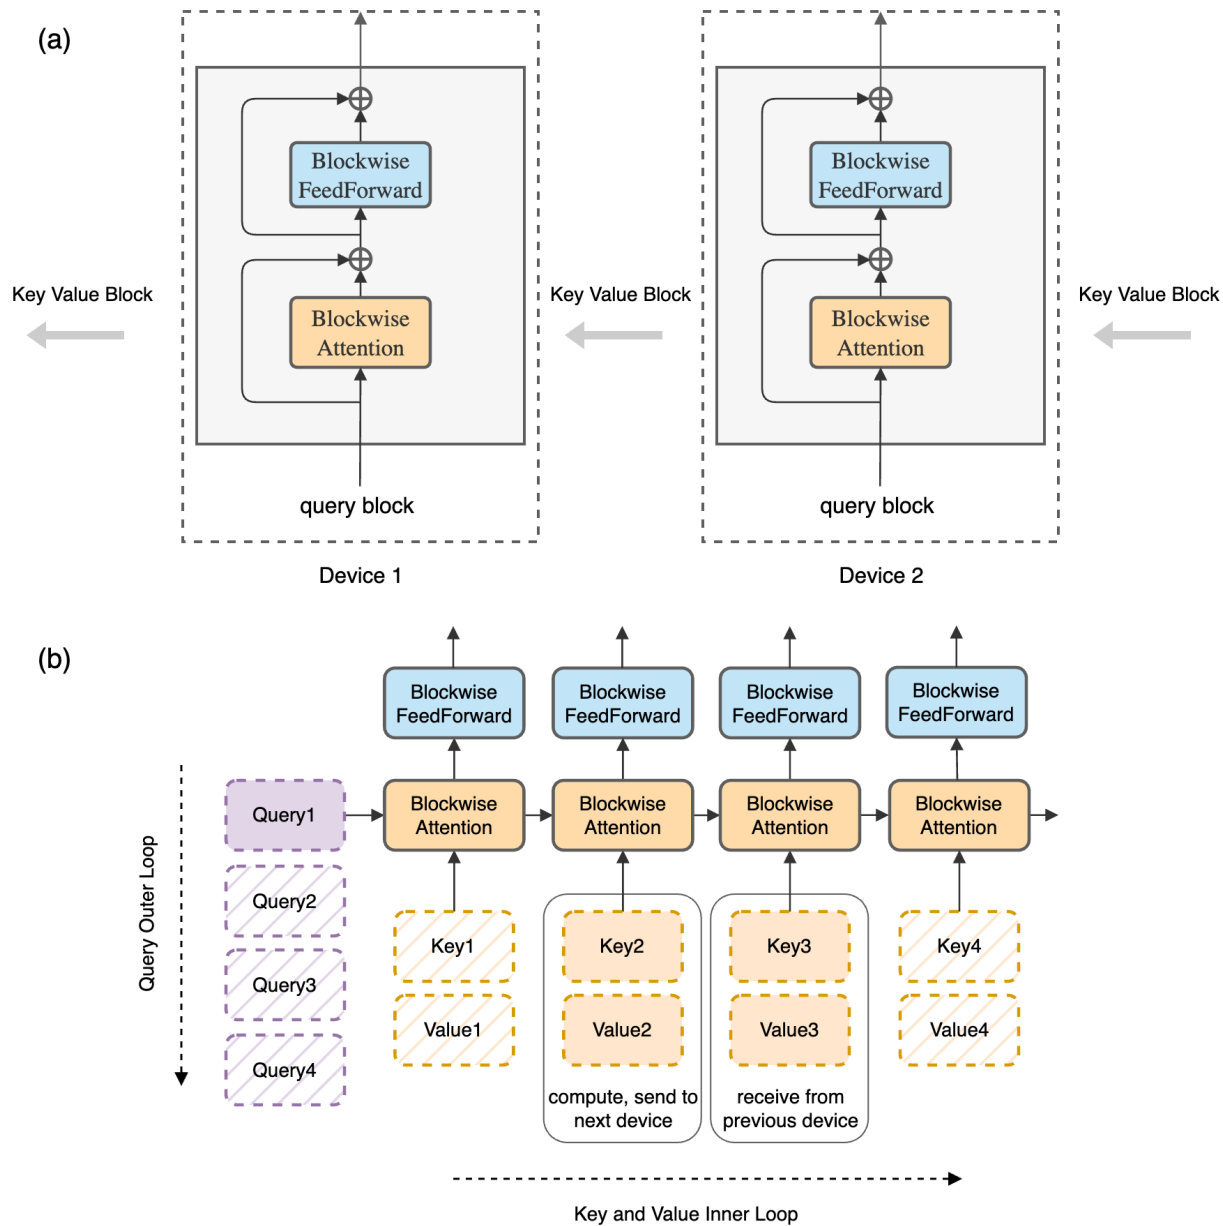 (a)
Blockwise
FeedForward
Blockwise
Attention
query block
Device 1
Blockwise
FeedForward
Blockwise
Attention
query block
Device 2
Key Value Block
Key Value Block
Key Value Block
(b)
Blockwise
FeedForward
Blockwise
FeedForward
Blockwise
FeedForward
Blockwise
FeedForward
Query Outer Loop
Query1
Query2
Query3
Query4
Blockwise
Attention
Blockwise
Attention
Blockwise
Attention
Blockwise
Attention
Key1
Value1
Key2
Value2
compute, send to
next device
Key3
Value3
receive from
previous device
Key4
Value4
Key and Value Inner Loop